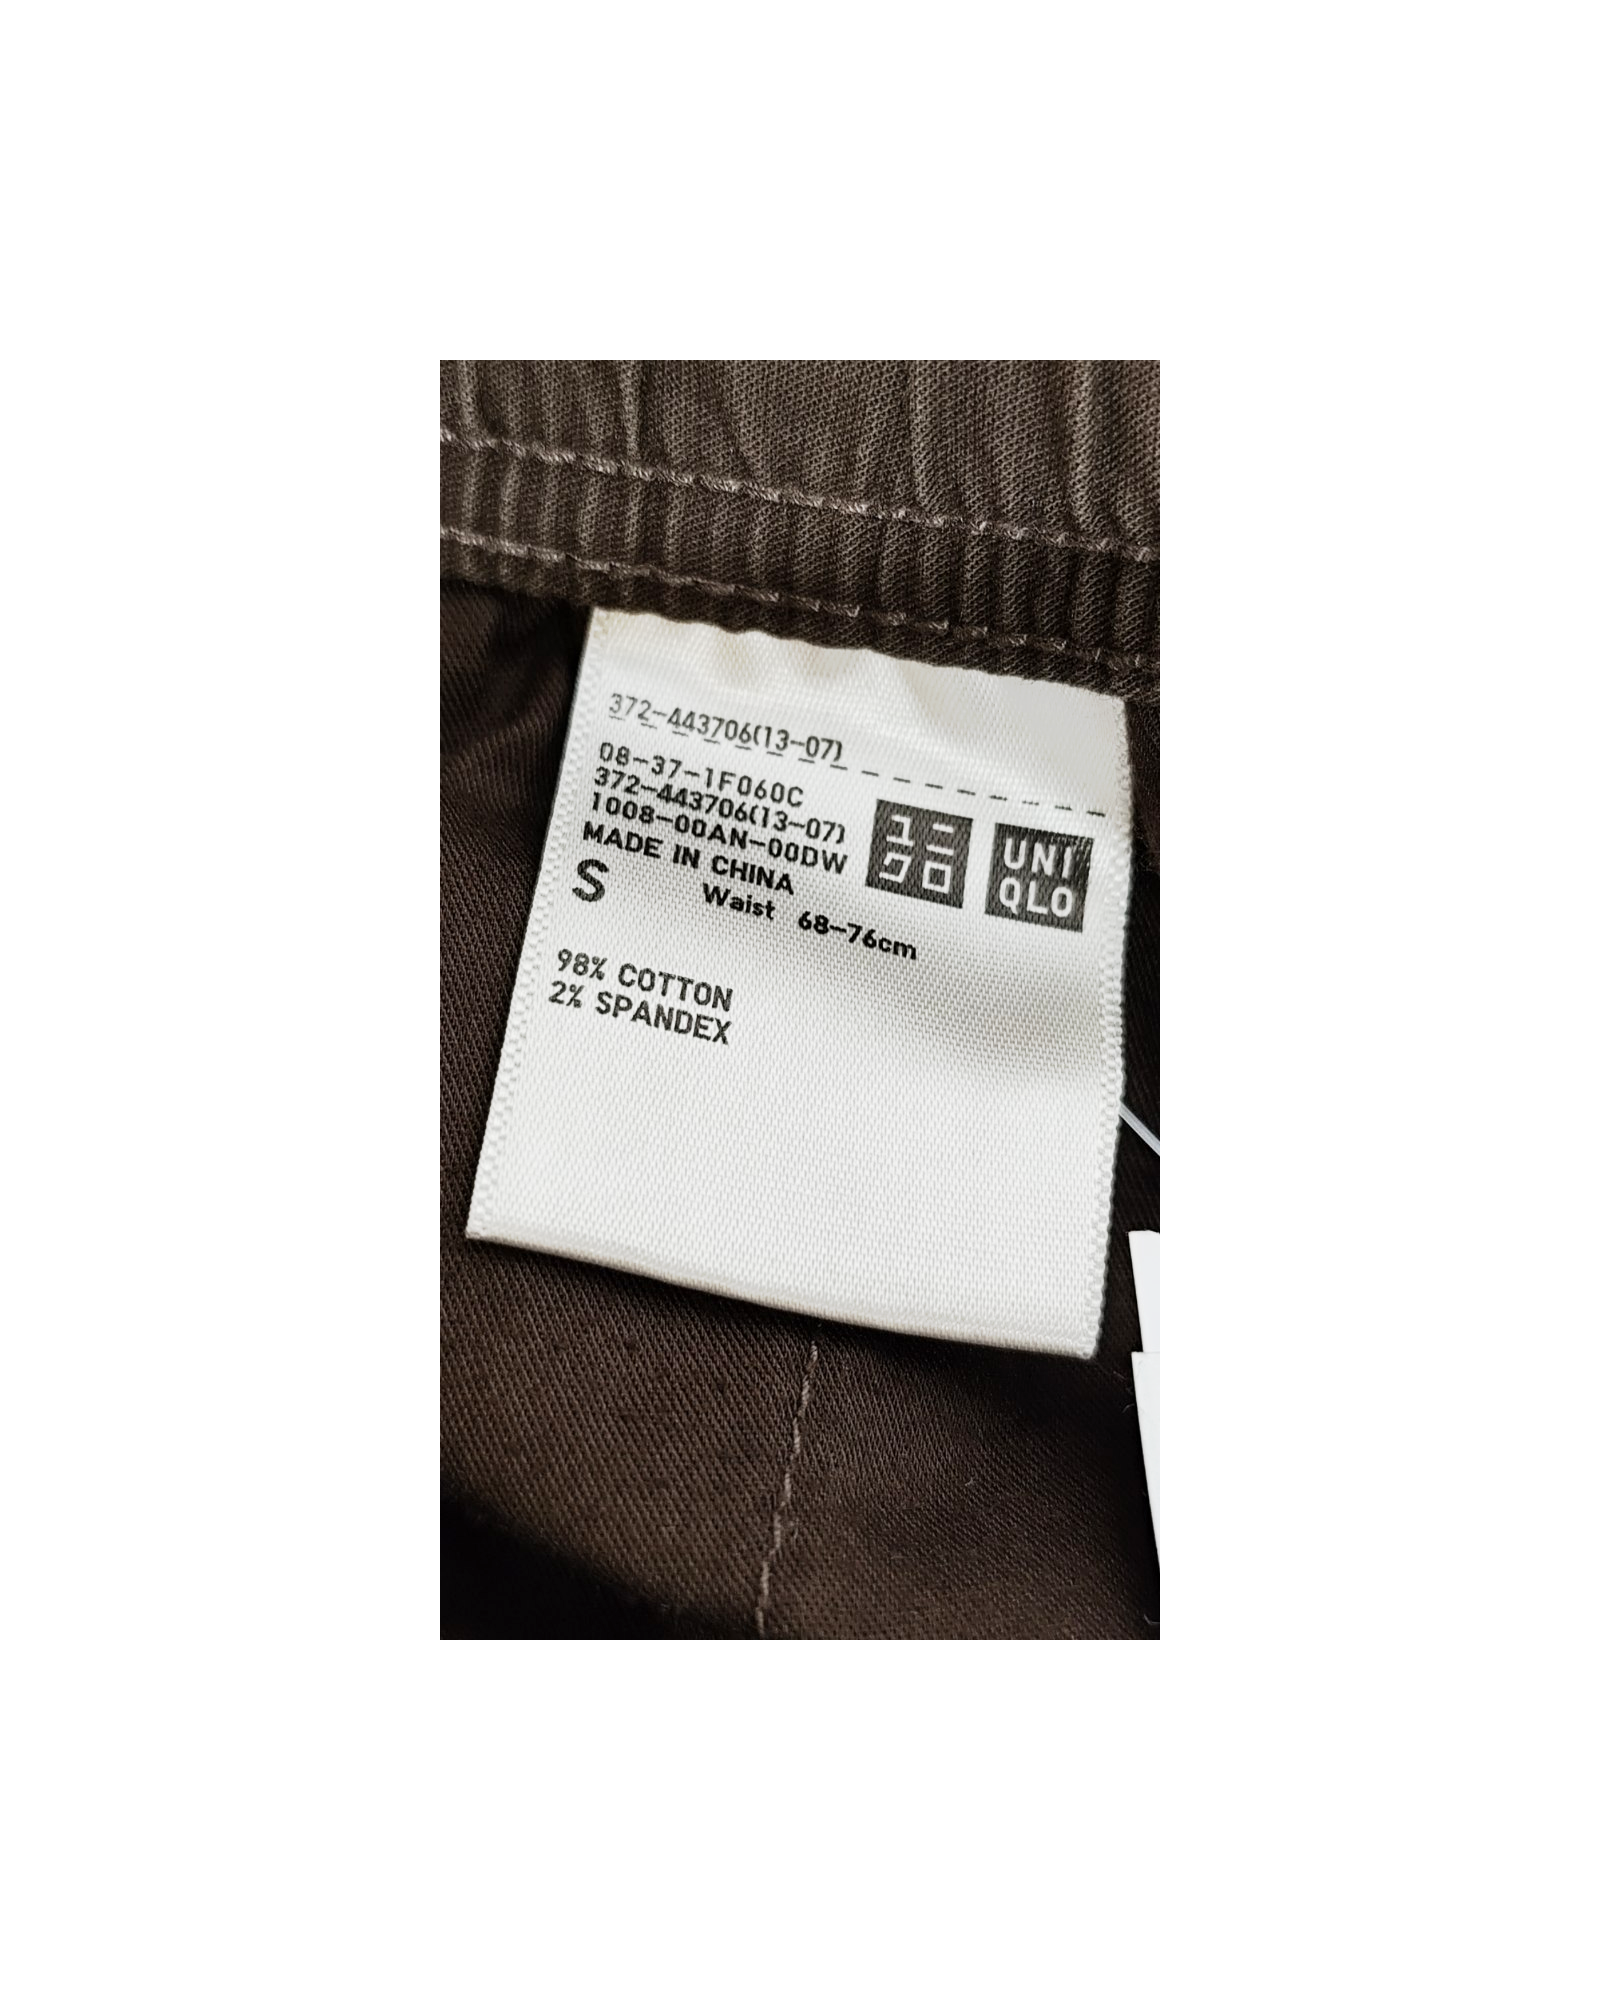 372-443706(13-07)
08-37-1F060C
372-443706(13-07)
1008-00AN-00DW
MADE IN CHINA
S
Waist 68-76cm
ユニ
クロ
UNI
QLO
98% COTTON
2% SPANDEX